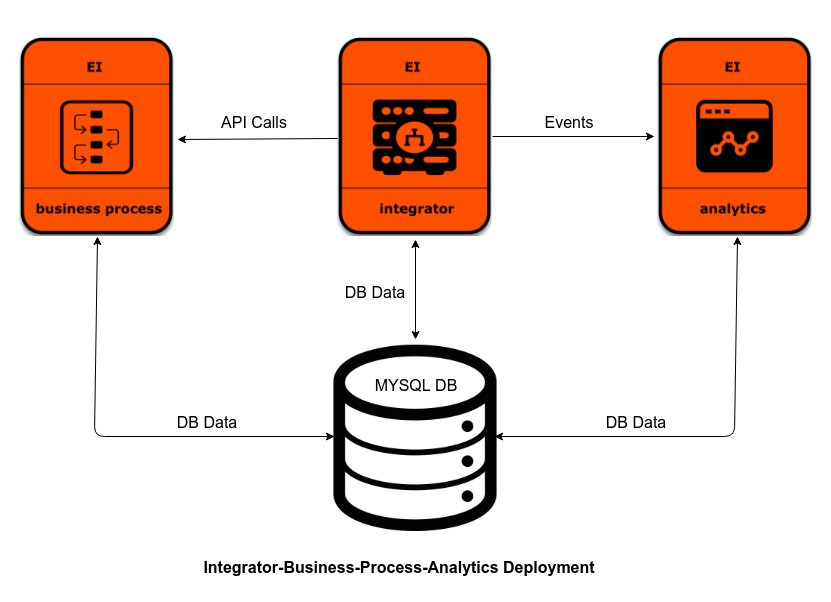 EI
EI
EI
API Calls
Events
business process
integrator
analytics
DB Data
MYSQL DB
DB Data
DB Data
Integrator-Business-Process-Analytics Deployment